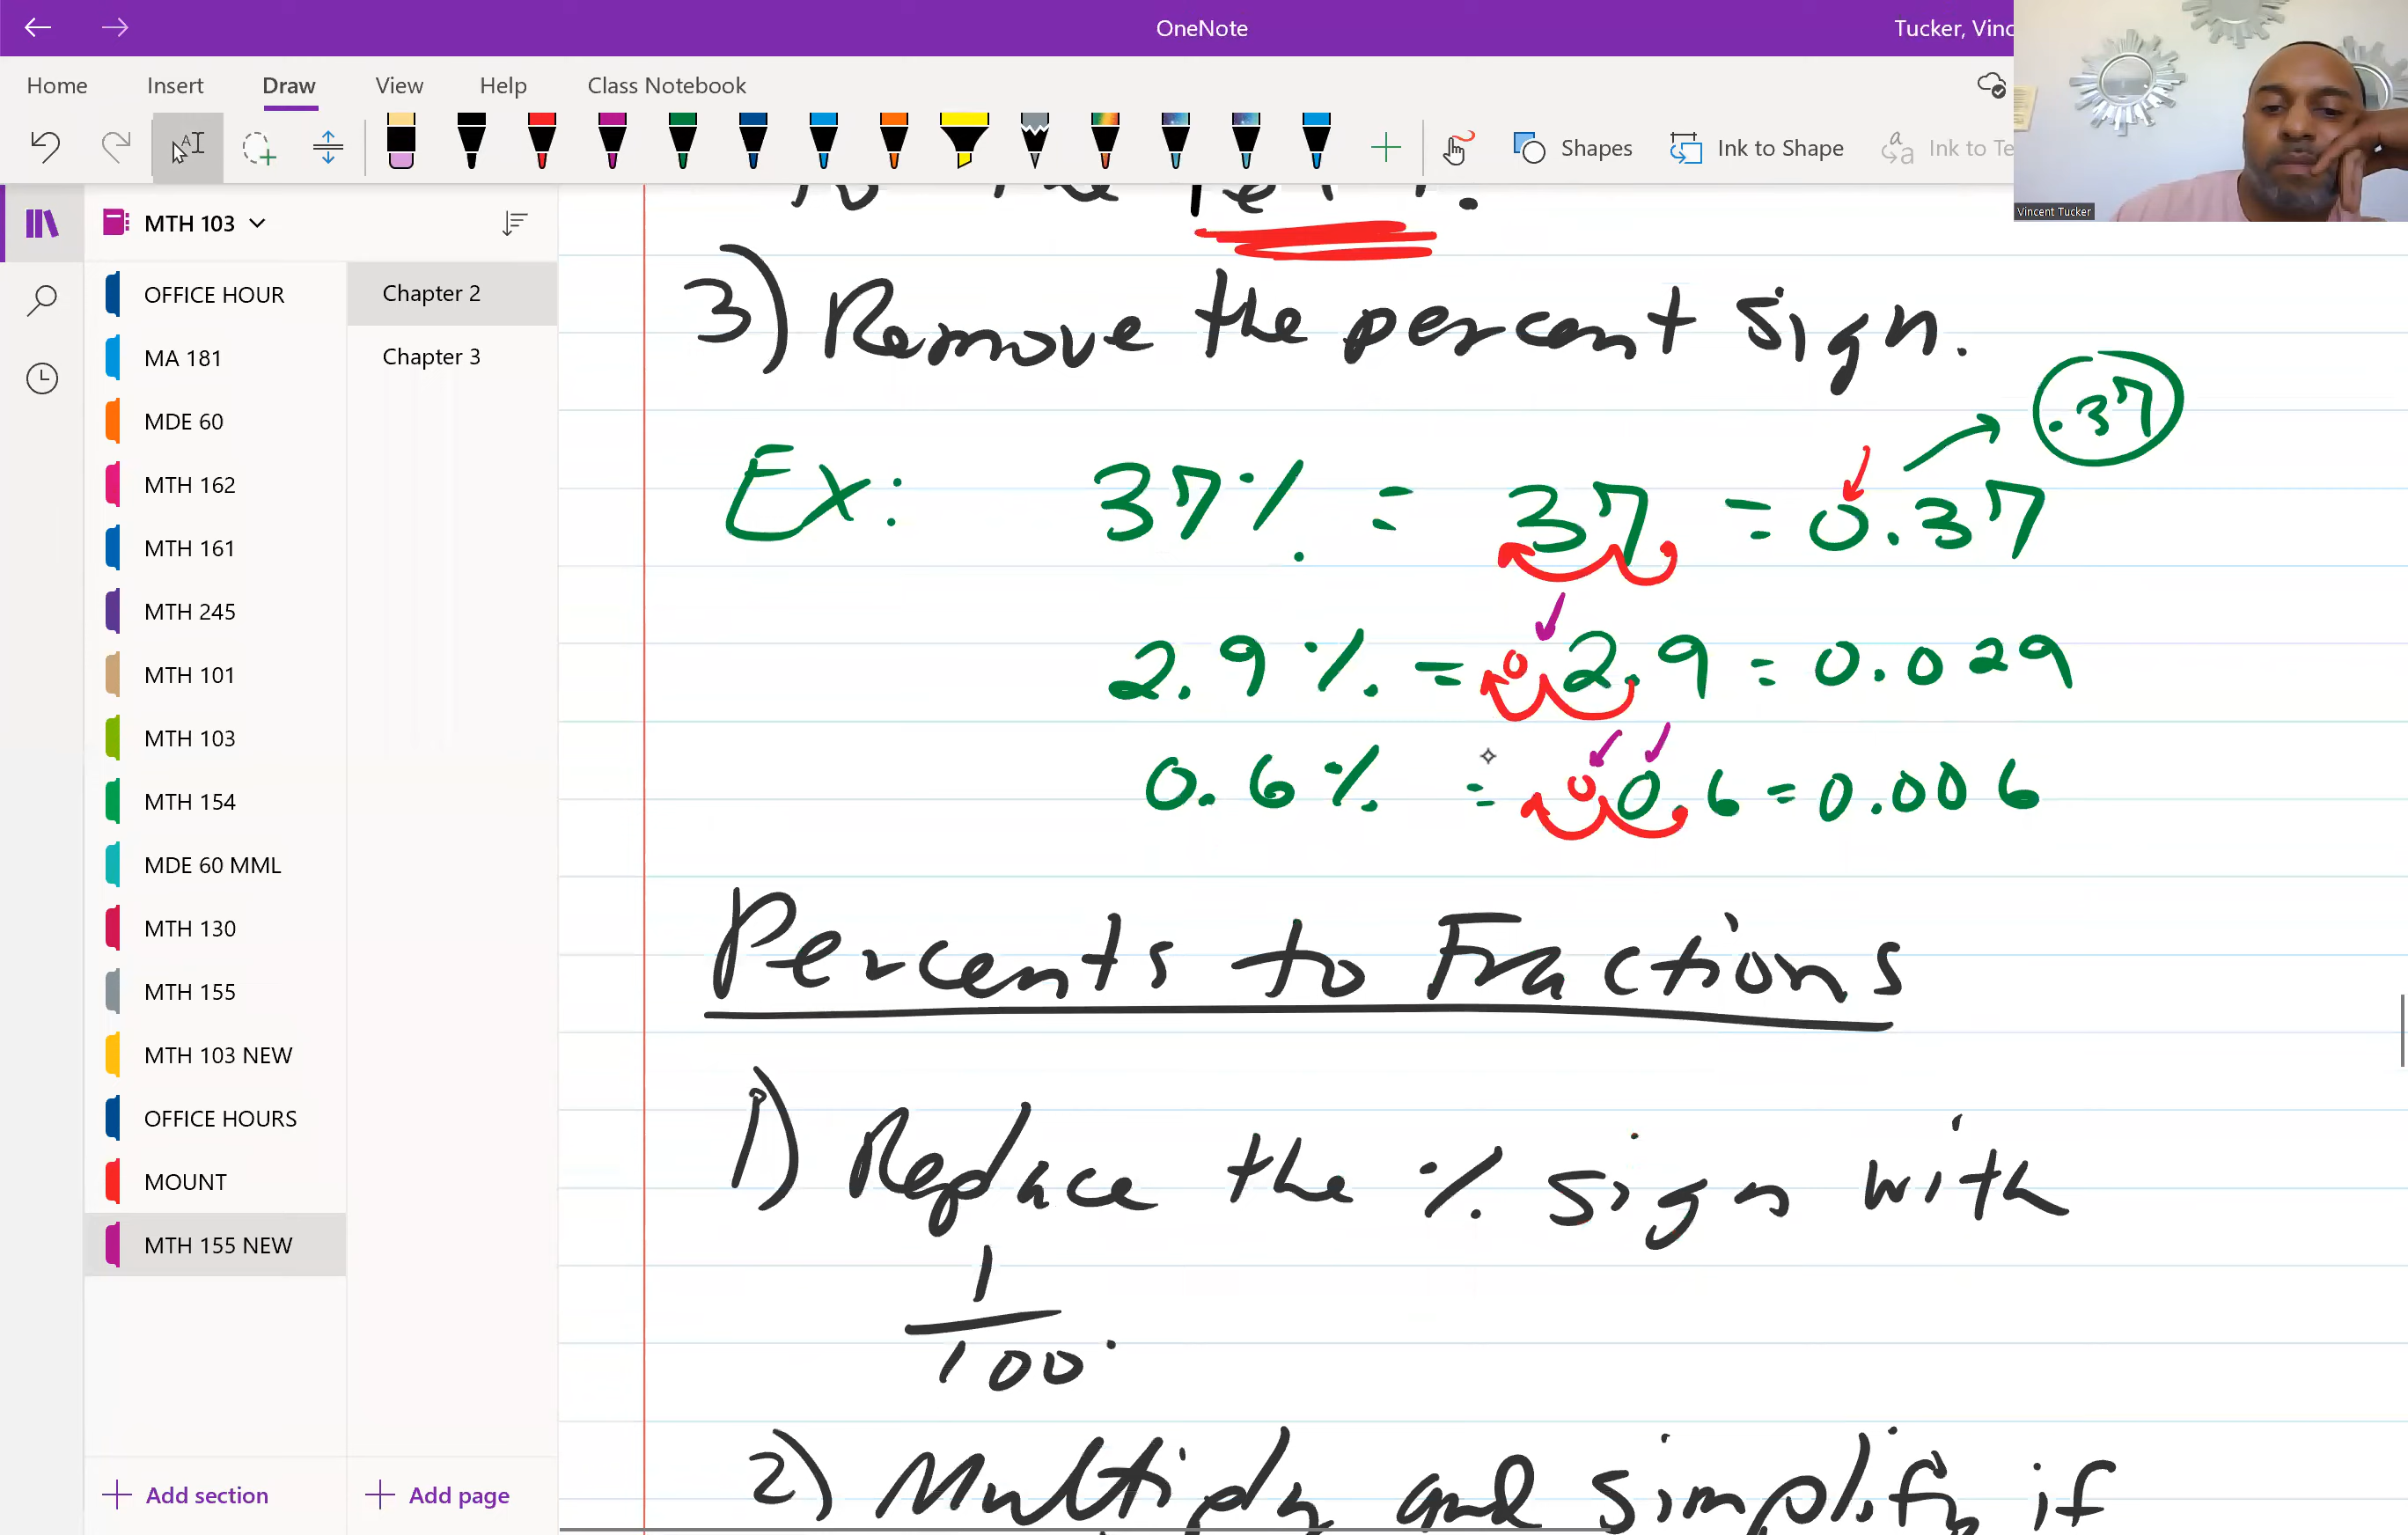 OneNote
Tucker, Vinc
Home Insert Draw View Help Class Notebook
Shapes Ink to Shape Ink to Te
Vincent Tucker
MTH 103
OFFICE HOUR
MA 181
MDE 60
MTH 162
MTH 161
MTH 245
MTH 101
MTH 103
MTH 154
MDE 60 MML
MTH 130
MTH 155
MTH 103 NEW
OFFICE HOURS
MOUNT
MTH 155 NEW
Add section
Chapter 2
Chapter 3
Add page
3) Remove the percent sign.
.37
Ex: 37% = 37 = 0.37
2.9% = 02.9 = 0.029
0.6% = 00.6 = 0.006
Percents to Fractions
1) Replace the % sign with
1
100.
2) Multiply and simplify if